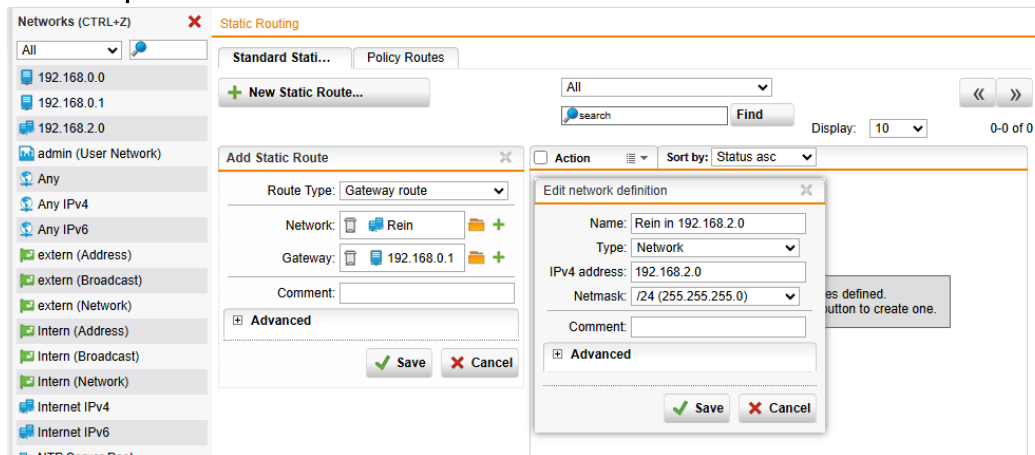 Networks (CTRL+Z)
All
192.168.0.0
192.168.0.1
192.168.2.0
admin (User Network)
Any
Any IPv4
Any IPv6
extern (Address)
extern (Broadcast)
extern (Network)
Intern (Address)
Intern (Broadcast)
Intern (Network)
Internet IPv4
Internet IPv6
Static Routing
Standard Stati...
Policy Routes
New Static Route...
All
search
Find
Display: 10
0-0 of 0
Add Static Route
Route Type: Gateway route
Network: Rein
Gateway: 192.168.0.1
Comment:
Advanced
Save
Cancel
Action
Sort by: Status asc
Edit network definition
Name: Rein in 192.168.2.0
Type: Network
IPv4 address: 192.168.2.0
Netmask: /24 (255.255.255.0)
Comment:
Advanced
Save
Cancel
es defined.
button to create one.